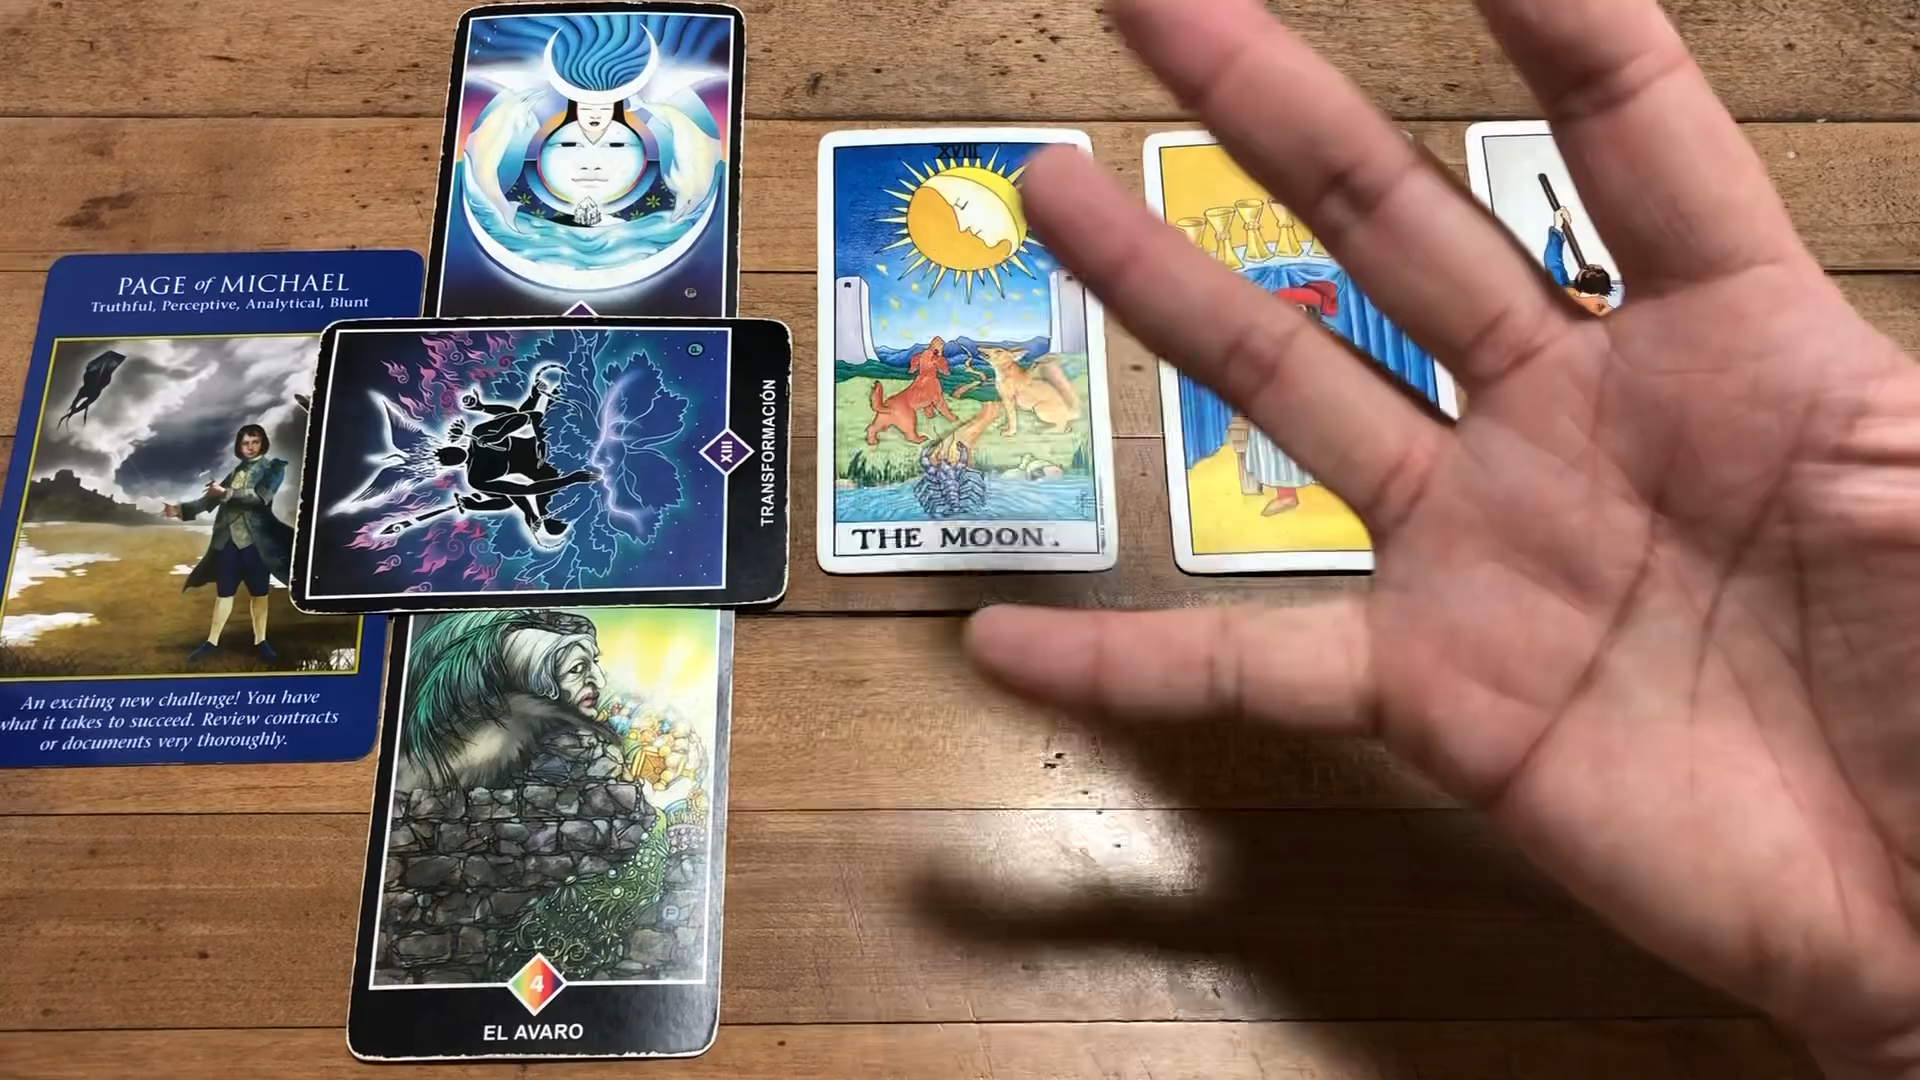 PAGE of MICHAEL
Truthful, Perceptive, Analytical, Blunt
An exciting new challenge! You have
what it takes to succeed. Review contracts
or documents very thoroughly.
XIII
TRANSFORMACIÓN
4
EL AVARO
XVIII
THE MOON.